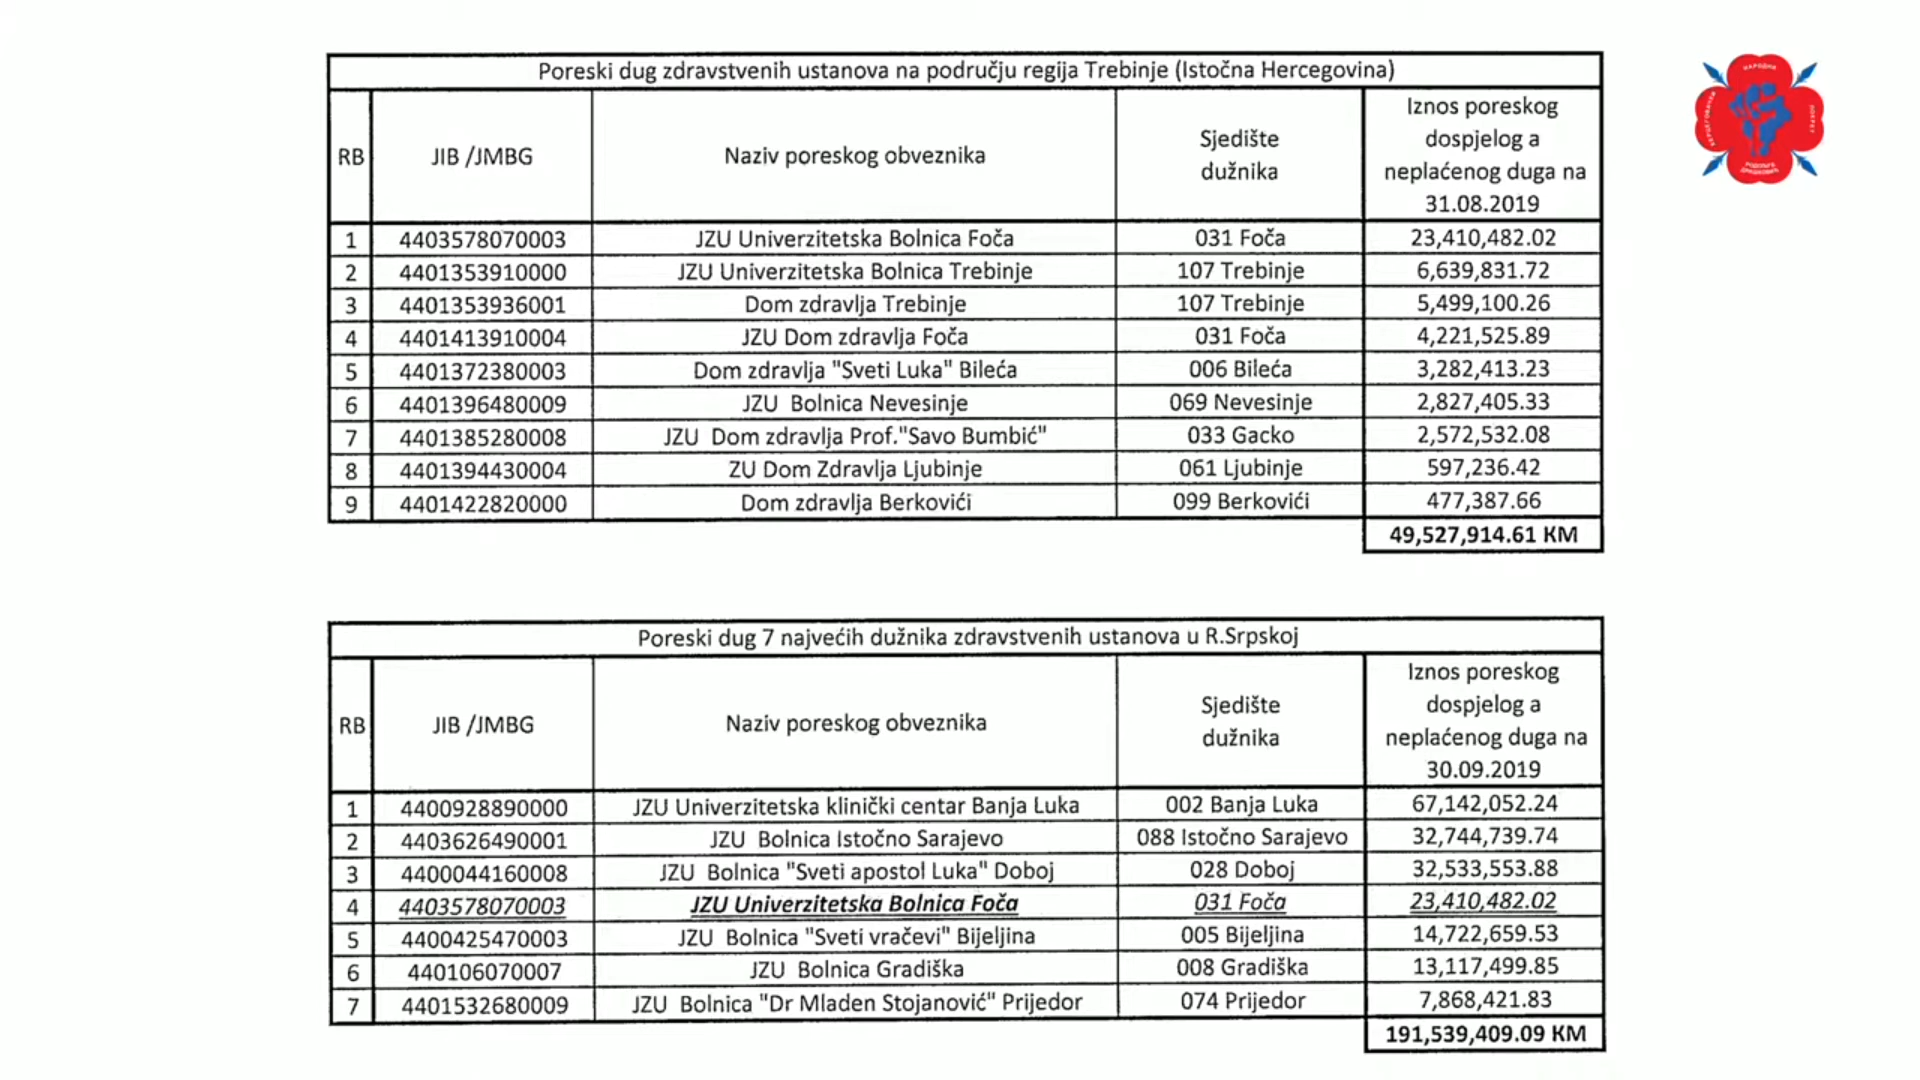 Poreski dug zdravstvenih ustanova na području regija Trebinje (Istočna Hercegovina)
RB JIB /JMBG Naziv poreskog obveznika Sjedište dužnika Iznos poreskog dospjelog a neplaćenog duga na 31.08.2019
1 4403578070003 JZU Univerzitetska Bolnica Foča 031 Foča 23,410,482.02
2 4401353910000 JZU Univerzitetska Bolnica Trebinje 107 Trebinje 6,639,831.72
3 4401353936001 Dom zdravlja Trebinje 107 Trebinje 5,499,100.26
4 4401413910004 JZU Dom zdravlja Foča 031 Foča 4,221,525.89
5 4401372380003 Dom zdravlja "Sveti Luka" Bileća 006 Bileća 3,282,413.23
6 4401396480009 JZU Bolnica Nevesinje 069 Nevesinje 2,827,405.33
7 4401385280008 JZU Dom zdravlja Prof."Savo Bumbić" 033 Gacko 2,572,532.08
8 4401394430004 ZU Dom Zdravlja Ljubinje 061 Ljubinje 597,236.42
9 4401422820000 Dom zdravlja Berkovići 099 Berkovići 477,387.66
49,527,914.61 KM
Poreski dug 7 najvećih dužnika zdravstvenih ustanova u R.Srpskoj
RB JIB /JMBG Naziv poreskog obveznika Sjedište dužnika Iznos poreskog dospjelog a neplaćenog duga na 30.09.2019
1 4400928890000 JZU Univerzitetska klinički centar Banja Luka 002 Banja Luka 67,142,052.24
2 4403626490001 JZU Bolnica Istočno Sarajevo 088 Istočno Sarajevo 32,744,739.74
3 4400044160008 JZU Bolnica "Sveti apostol Luka" Doboj 028 Doboj 32,533,553.88
4 4403578070003 JZU Univerzitetska Bolnica Foča 031 Foča 23,410,482.02
5 4400425470003 JZU Bolnica "Sveti vračevi" Bijeljina 005 Bijeljina 14,722,659.53
6 440106070007 JZU Bolnica Gradiška 008 Gradiška 13,117,499.85
7 4401532680009 JZU Bolnica "Dr Mladen Stojanović" Prijedor 074 Prijedor 7,868,421.83
191,539,409.09 KM